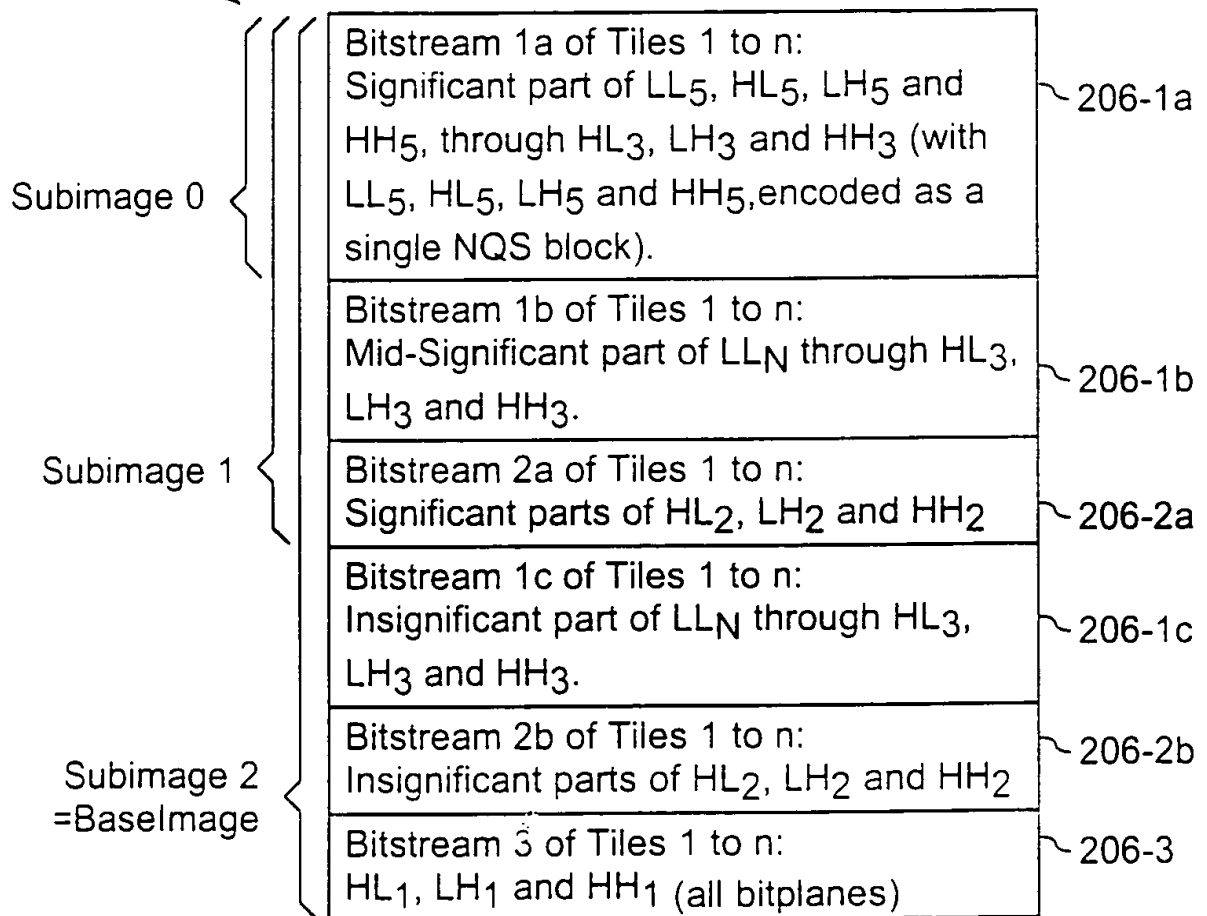 Bitstream 1a of Tiles 1 to n:
Significant part of LL5, HL5, LH5 and
HH5, through HL3, LH3 and HH3 (with
LL5, HL5, LH5 and HH5,encoded as a
single NQS block).
206-1a
Subimage 0
Bitstream 1b of Tiles 1 to n:
Mid-Significant part of LLN through HL3,
LH3 and HH3.
206-1b
Subimage 1
Bitstream 2a of Tiles 1 to n:
Significant parts of HL2, LH2 and HH2
206-2a
Bitstream 1c of Tiles 1 to n:
Insignificant part of LLN through HL3,
LH3 and HH3.
206-1c
Bitstream 2b of Tiles 1 to n:
Insignificant parts of HL2, LH2 and HH2
206-2b
Subimage 2
=BaseImage
Bitstream 3 of Tiles 1 to n:
HL1, LH1 and HH1 (all bitplanes)
206-3